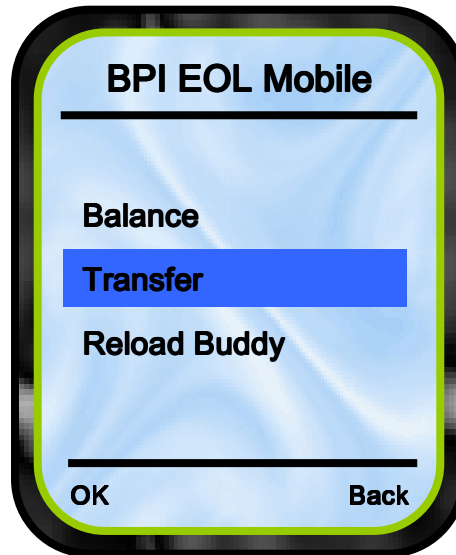 BPI EOL Mobile
Balance
Transfer
Reload Buddy
OK Back